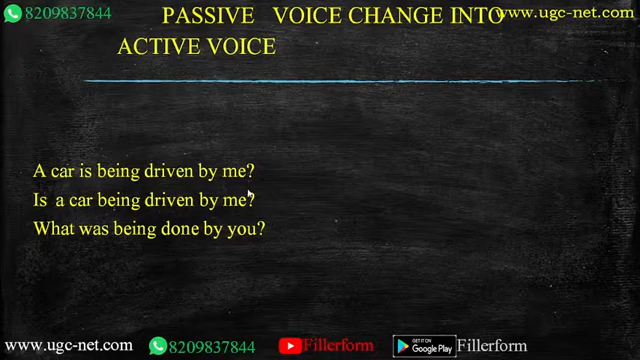 8209837844
PASSIVE VOICE CHANGE INTO
www.ugc-net.com
ACTIVE VOICE
A car is being driven by me?
Is a car being driven by me?
What was being done by you?
www.ugc-net.com
8209837844
Fillerform
GET IT ON
Google Play
Fillerform